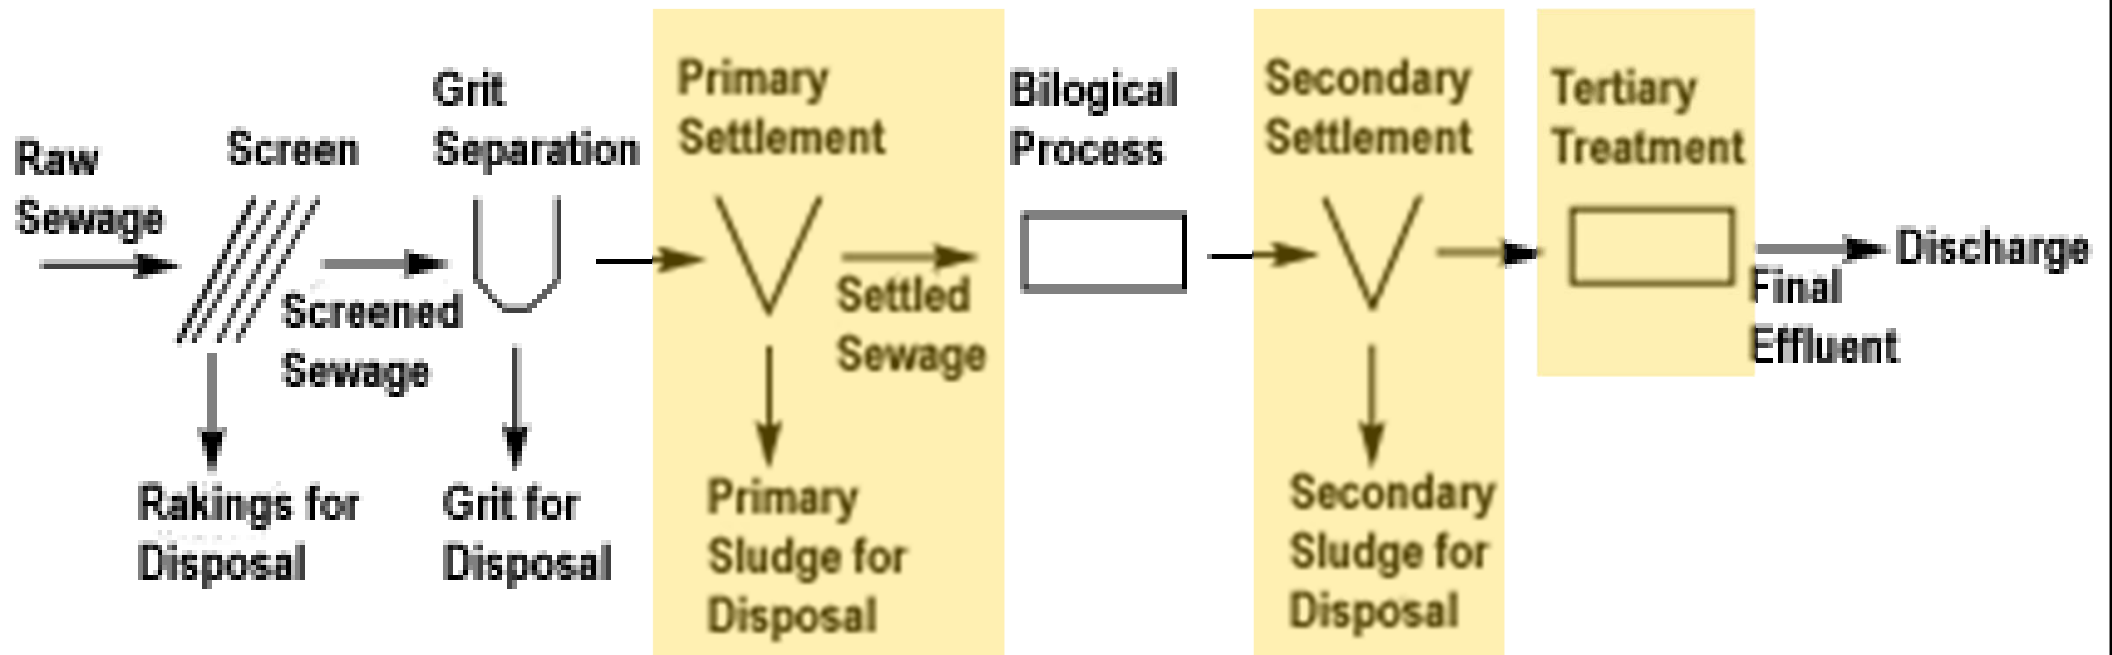 Raw
Sewage
Screen
Screened
Sewage
Rakings for
Disposal
Grit
Separation
Grit for
Disposal
Primary
Settlement
Settled
Sewage
Primary
Sludge for
Disposal
Bilogical
Process
Secondary
Settlement
Secondary
Sludge for
Disposal
Tertiary
Treatment
Final
Effluent
Discharge